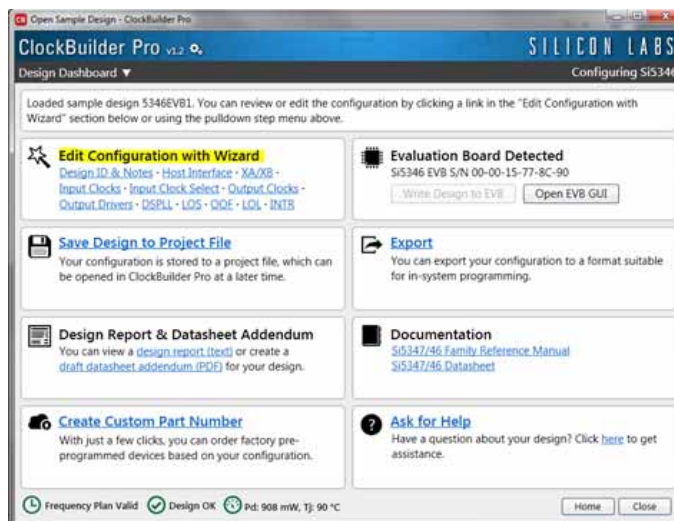 CB Open Sample Design - ClockBuilder Pro
ClockBuilder Pro v1.2
SILICON LABS
Design Dashboard ▼
Configuring Si5346
Loaded sample design 5346EVB1. You can review or edit the configuration by clicking a link in the "Edit Configuration with
Wizard" section below or using the pulldown step menu above.
Edit Configuration with Wizard
Design ID & Notes · Host Interface · XA/XB ·
Input Clocks · Input Clock Select · Output Clocks ·
Output Drivers · DSPLL · LOS · OOF · LOL · INTR
Evaluation Board Detected
Si5346 EVB S/N 00-00-15-77-8C-90
Write Design to EVB
Open EVB GUI
Save Design to Project File
Your configuration is stored to a project file, which can
be opened in ClockBuilder Pro at a later time.
Export
You can export your configuration to a format suitable
for in-system programming.
Design Report & Datasheet Addendum
You can view a design report (text) or create a
draft datasheet addendum (PDF) for your design.
Documentation
Si5347/46 Family Reference Manual
Si5347/46 Datasheet
Create Custom Part Number
With just a few clicks, you can order factory pre-
programmed devices based on your configuration.
Ask for Help
Have a question about your design? Click here to get
assistance.
Frequency Plan Valid
Design OK
Pd: 908 mW, Tj: 90 °C
Home
Close